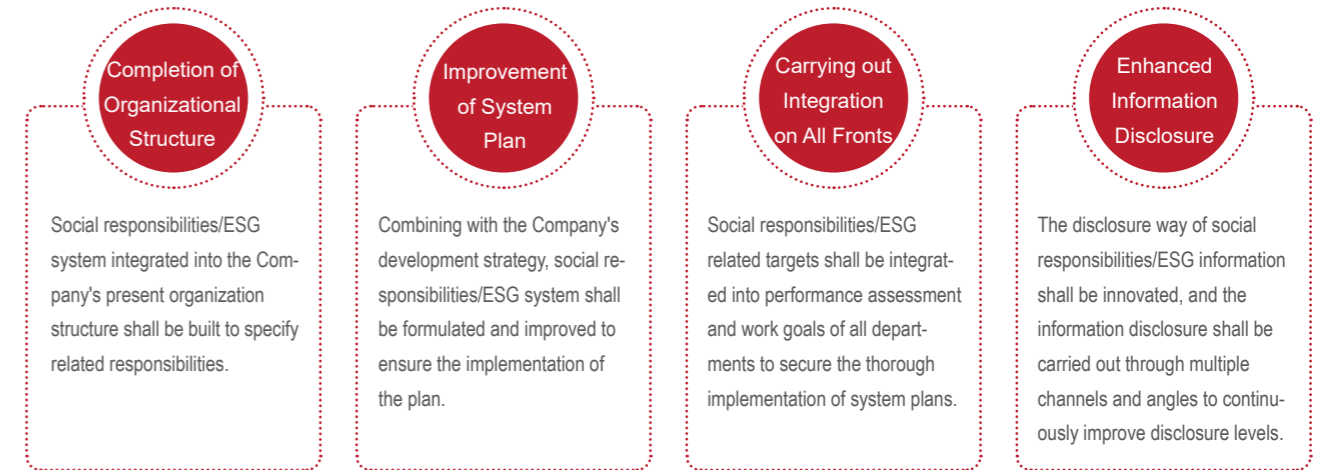 Completion of
Organizational
Structure
Social responsibilities/ESG
system integrated into the Com-
pany's present organization
structure shall be built to specify
related responsibilities.
Improvement
of System
Plan
Combining with the Company's
development strategy, social re-
sponsibilities/ESG system shall
be formulated and improved to
ensure the implementation of
the plan.
Carrying out
Integration
on All Fronts
Social responsibilities/ESG
related targets shall be integrat-
ed into performance assessment
and work goals of all depart-
ments to secure the thorough
implementation of system plans.
Enhanced
Information
Disclosure
The disclosure way of social
responsibilities/ESG information
shall be innovated, and the
information disclosure shall be
carried out through multiple
channels and angles to continu-
ously improve disclosure levels.